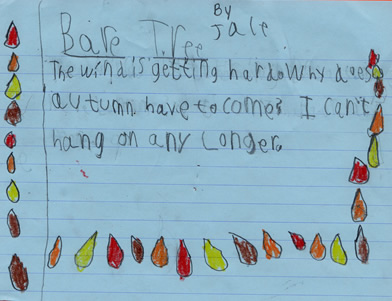 By
Jale
Bare Tree
The wind is getting hard. Why does
autumn have to come? I can't
hang on any Longer.